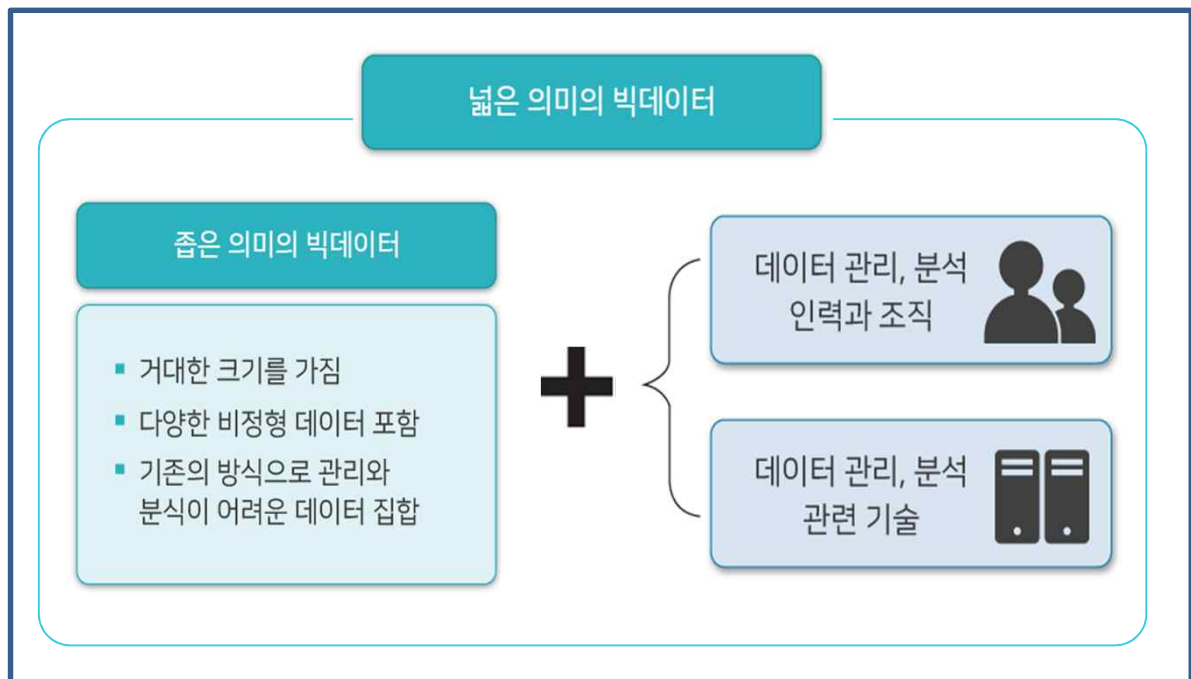 넓은 의미의 빅데이터
좁은 의미의 빅데이터
▪ 거대한 크기를 가짐
▪ 다양한 비정형 데이터 포함
▪ 기존의 방식으로 관리와
분식이 어려운 데이터 집합
데이터 관리, 분석
인력과 조직
데이터 관리, 분석
관련 기술